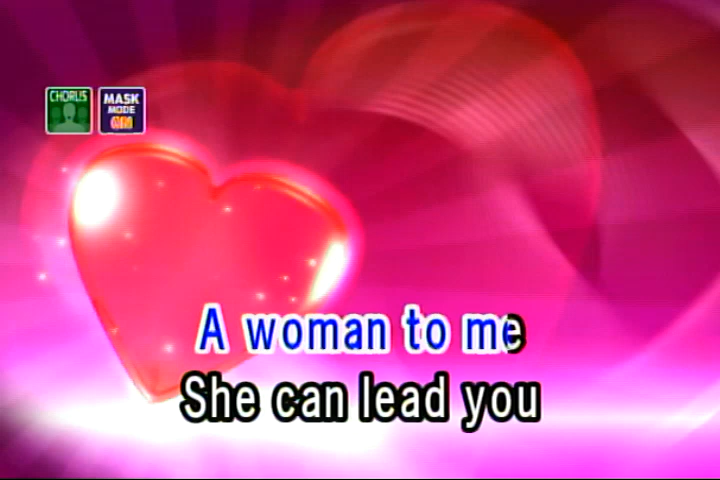 CHORUS
MASK
MODE
ON
A woman to me
She can lead you